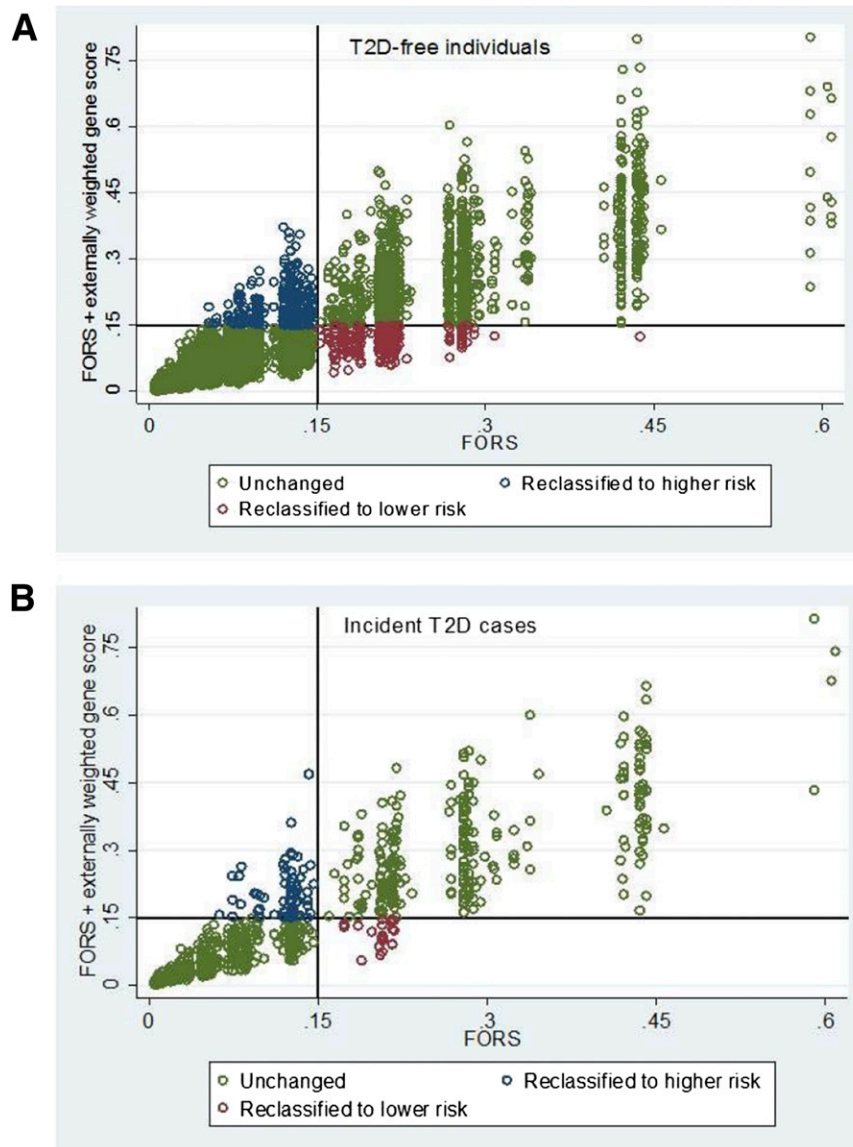 A
T2D-free individuals
FORS + externally weighted gene score
.75
.6
.45
.3
.15
0
0 .15 .3 .45 .6
FORS
Unchanged Reclassified to higher risk
Reclassified to lower risk
B
Incident T2D cases
FORS + externally weighted gene score
.75
.6
.45
.3
.15
0
0 .15 .3 .45 .6
FORS
Unchanged Reclassified to higher risk
Reclassified to lower risk